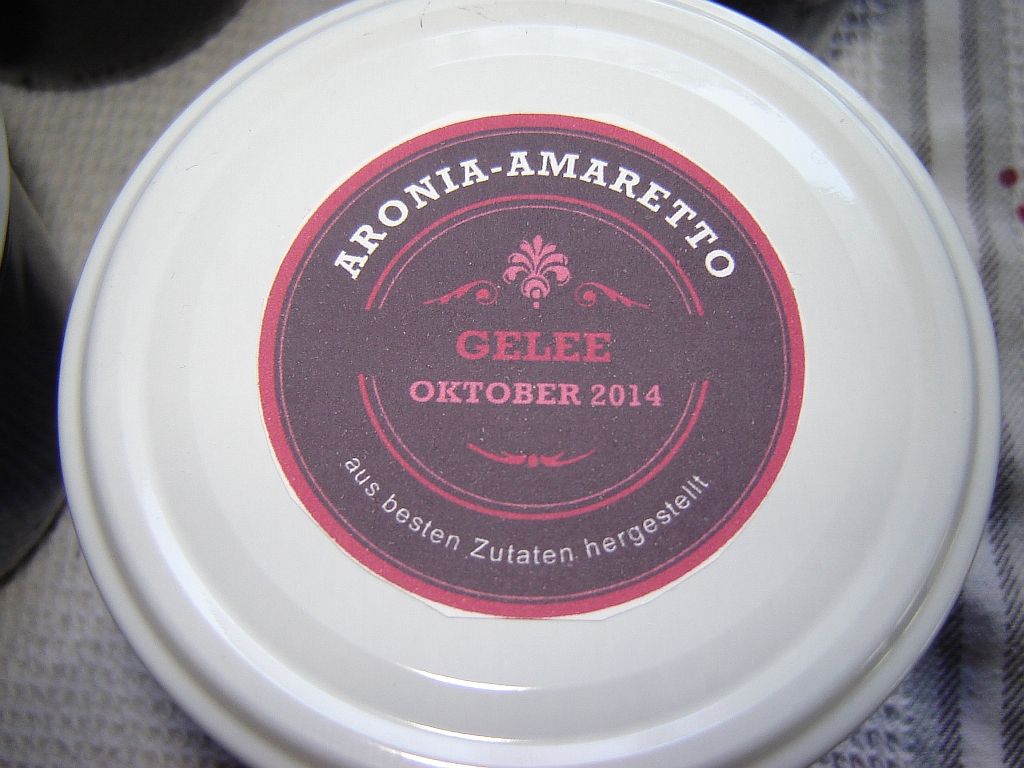 ARONIA-AMARETTO
GELEE
OKTOBER 2014
aus besten Zutaten hergestellt